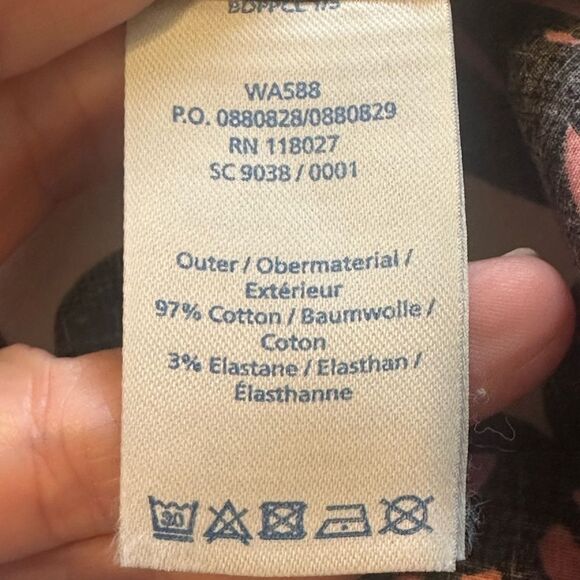 WA588
P.O. 0880828/0880829
RN 118027
SC 9038 / 0001
Outer / Obermaterial /
Extérieur
97% Cotton / Baumwolle /
Coton
3% Elastane / Elasthan /
Élasthanne
30